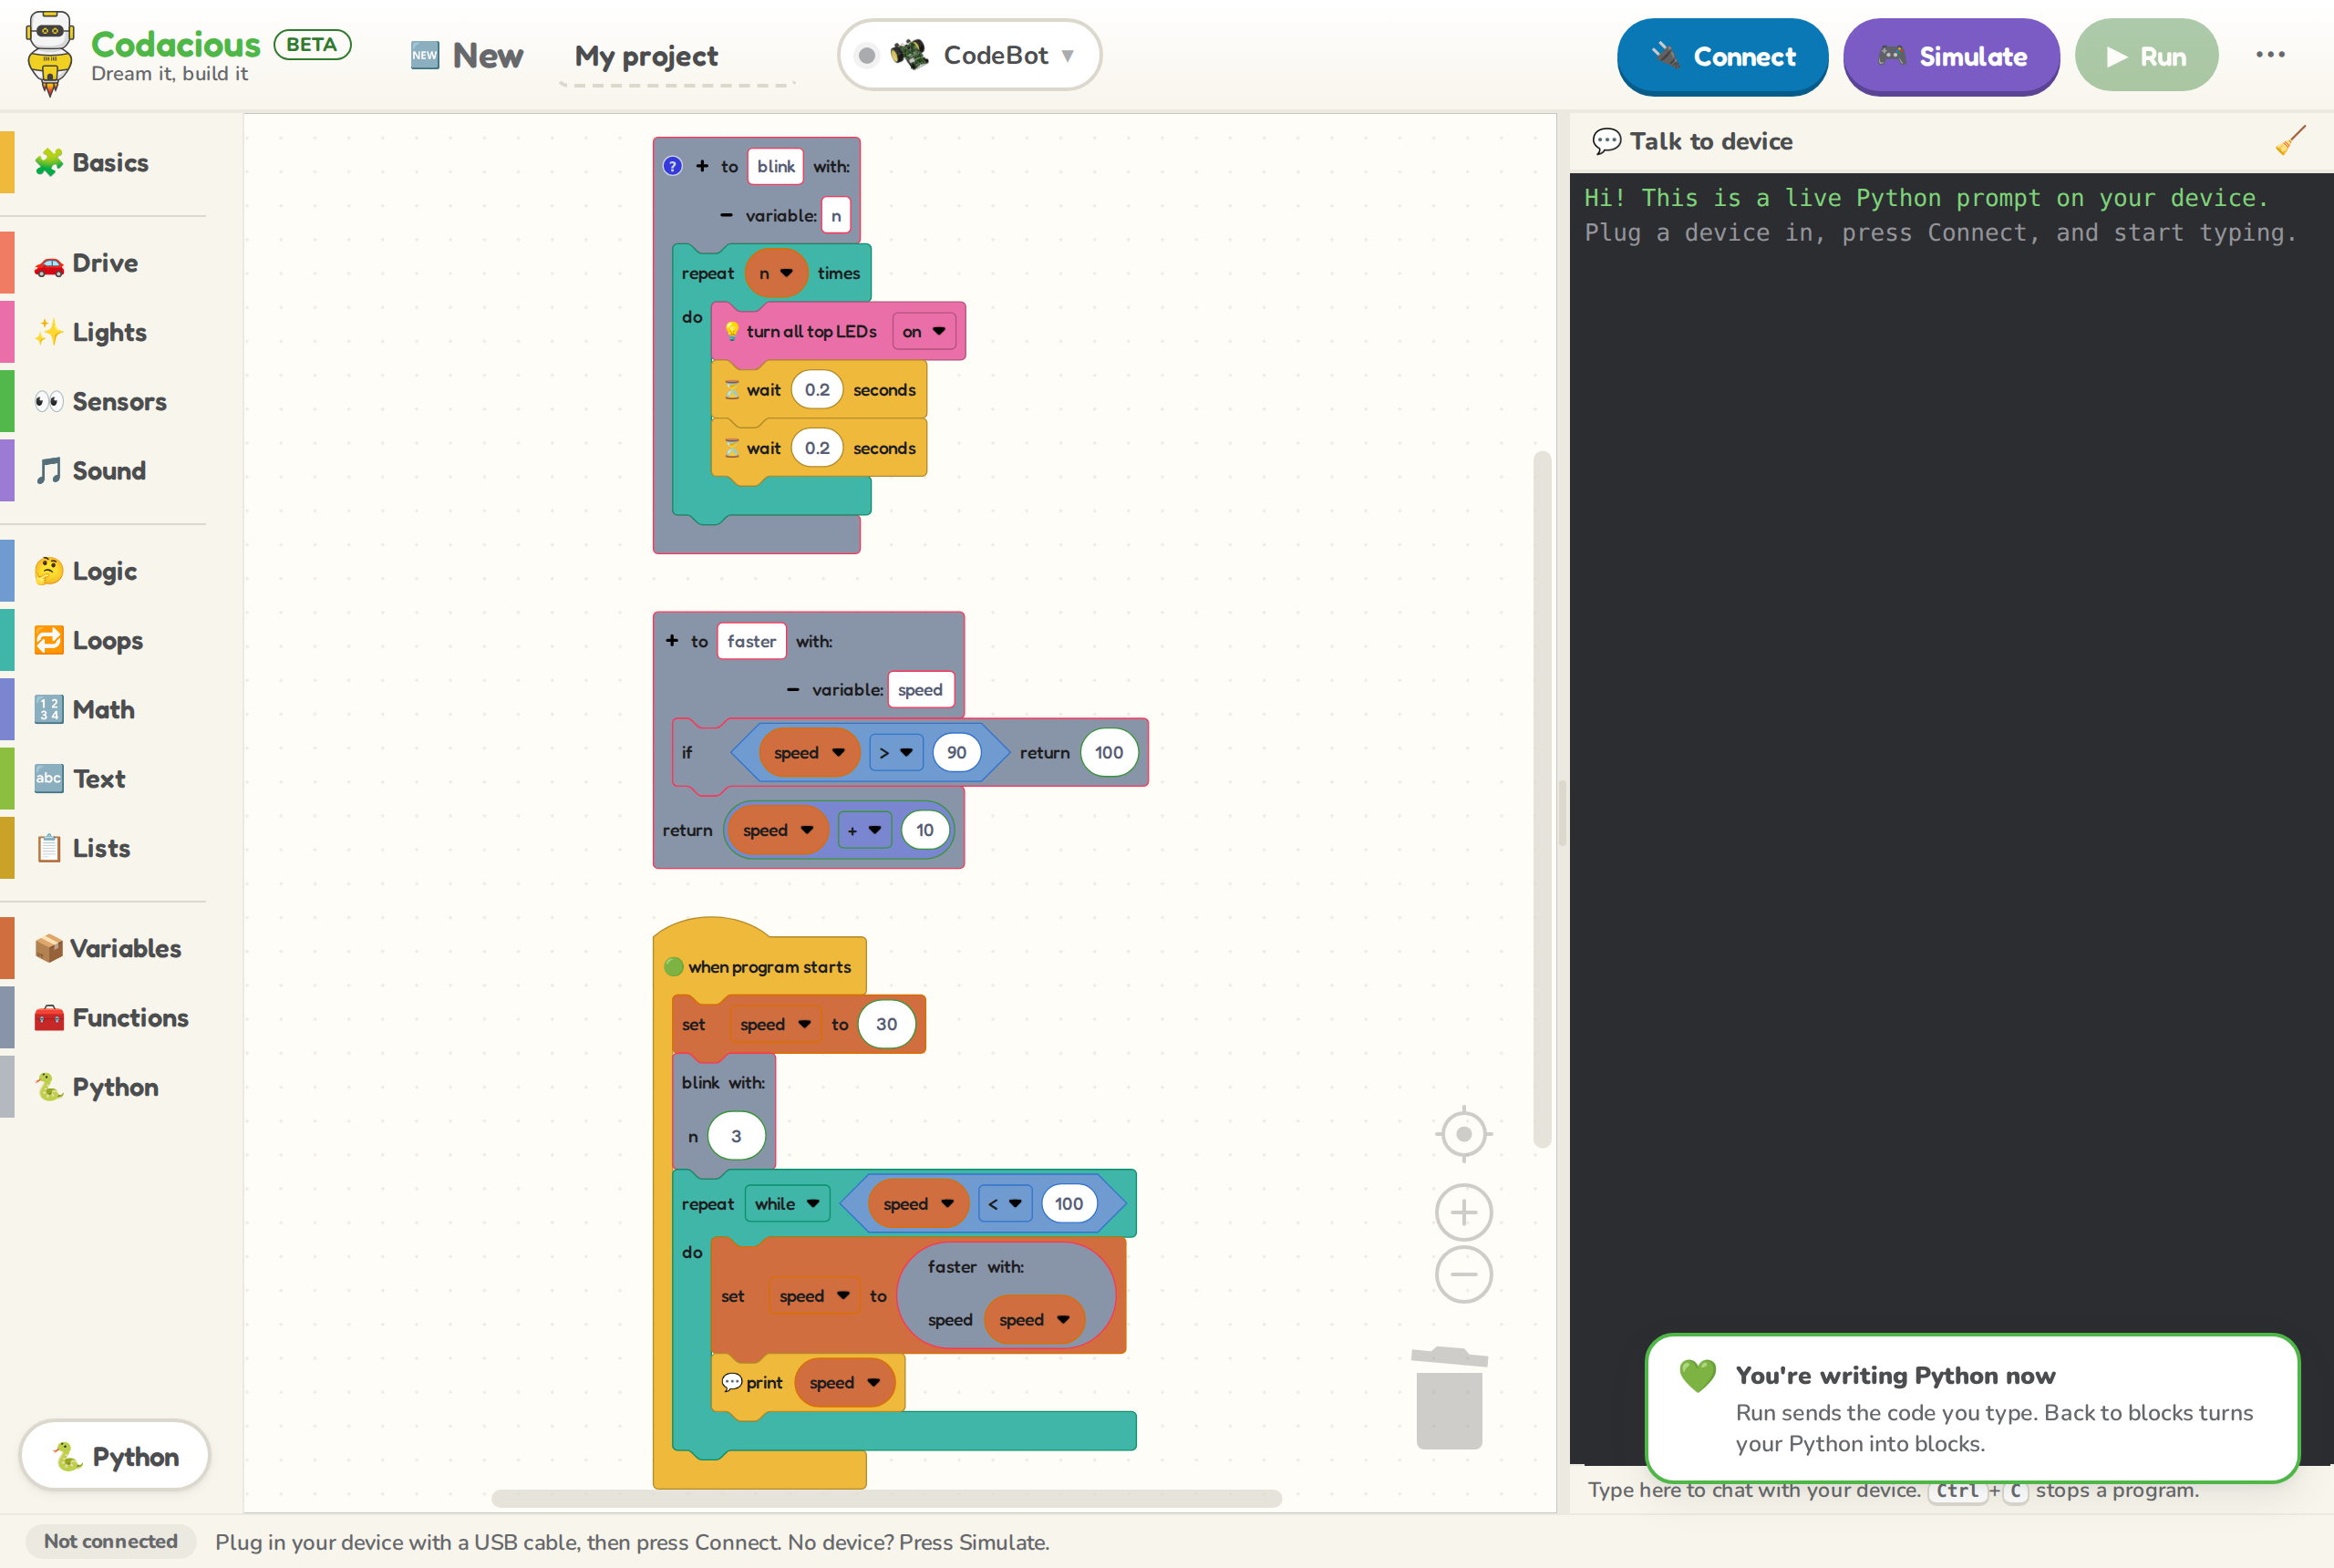 Codacious BETA
Dream it, build it
New
My project
CodeBot
Connect
Simulate
Run
Basics
Drive
Lights
Sensors
Sound
Logic
Loops
Math
Text
Lists
Variables
Functions
Python
Python
? + to blink with:
− variable: n
repeat n times
do
turn all top LEDs on
wait 0.2 seconds
wait 0.2 seconds
+ to faster with:
− variable: speed
if speed > 90 return 100
return speed + 10
when program starts
set speed to 30
blink with:
n 3
repeat while speed < 100
do
set speed to faster with:
speed speed
print speed
Talk to device
Hi! This is a live Python prompt on your device.
Plug a device in, press Connect, and start typing.
You're writing Python now
Run sends the code you type. Back to blocks turns
your Python into blocks.
Type here to chat with your device. Ctrl + C stops a program.
Not connected
Plug in your device with a USB cable, then press Connect. No device? Press Simulate.